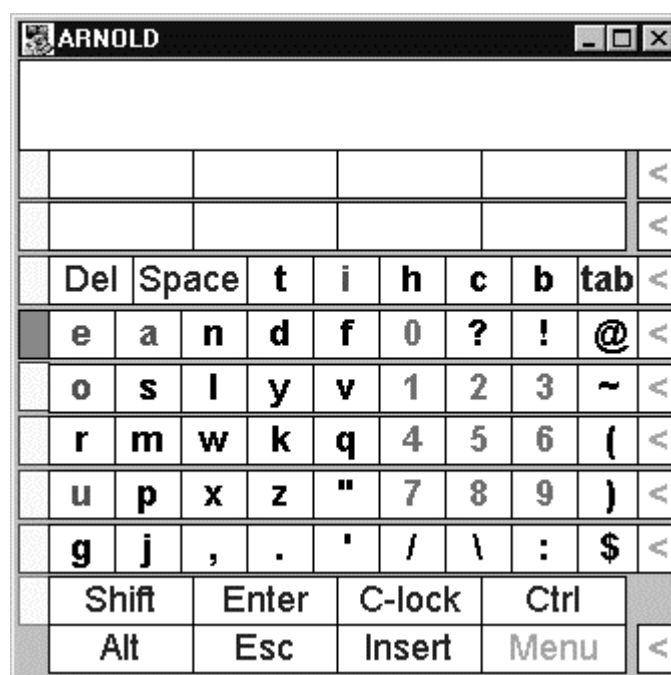 ARNOLD
<
<
Del Space t i h c b tab <
e a n d f 0 ? ! @ <
o s l y v 1 2 3 ~ <
r m w k q 4 5 6 ( <
u p x z " 7 8 9 ) <
g j , . ' / \ : $ <
Shift Enter C-lock Ctrl
Alt Esc Insert Menu <